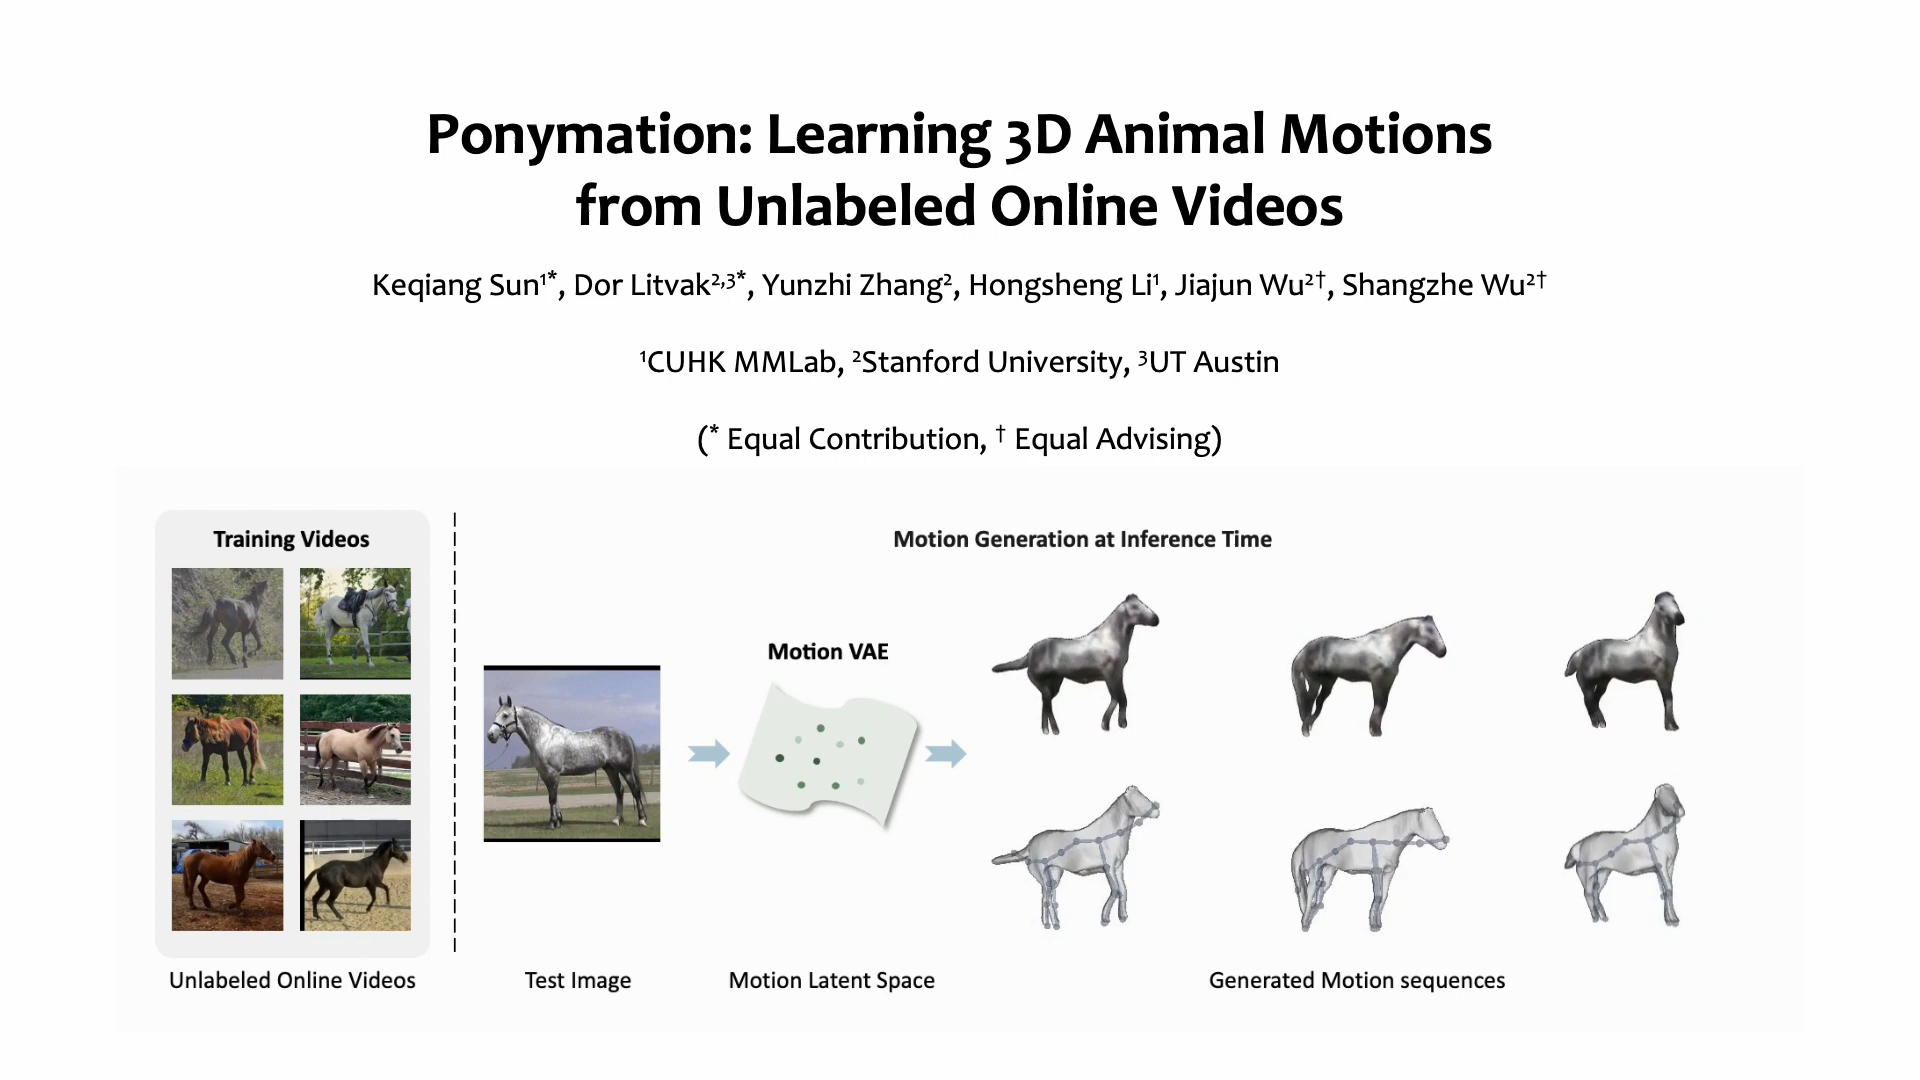 Ponymation: Learning 3D Animal Motions
from Unlabeled Online Videos
Keqiang Sun¹*, Dor Litvak²,³*, Yunzhi Zhang², Hongsheng Li¹, Jiajun Wu²†, Shangzhe Wu²†
¹CUHK MMLab, ²Stanford University, ³UT Austin
(* Equal Contribution, † Equal Advising)
Training Videos
Motion Generation at Inference Time
Motion VAE
Unlabeled Online Videos
Test Image
Motion Latent Space
Generated Motion sequences